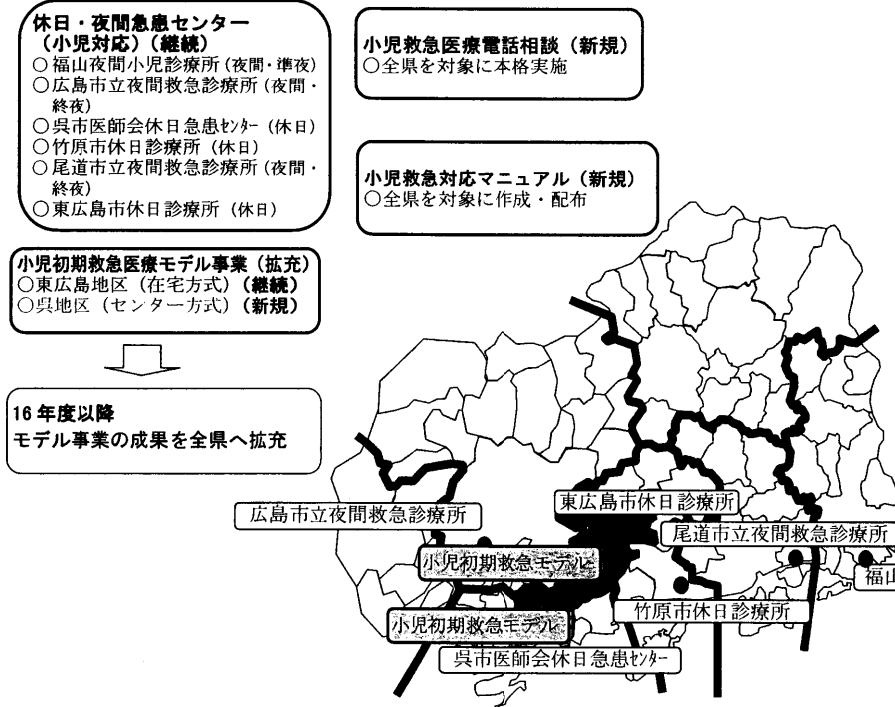 休日・夜間急患センター
(小児対応)(継続)
○福山夜間小児診療所(夜間・準夜)
○広島市立夜間救急診療所(夜間・
終夜)
○呉市医師会休日急患ｾﾝﾀｰ(休日)
○竹原市休日診療所(休日)
○尾道市立夜間救急診療所(夜間・
終夜)
○東広島市休日診療所(休日)
小児救急医療電話相談(新規)
○全県を対象に本格実施
小児救急対応マニュアル(新規)
○全県を対象に作成・配布
小児初期救急医療モデル事業(拡充)
○東広島地区(在宅方式)(継続)
○呉地区(センター方式)(新規)
16年度以降
モデル事業の成果を全県へ拡充
東広島市休日診療所
広島市立夜間救急診療所
尾道市立夜間救急診療所
小児初期救急モデル
福山
竹原市休日診療所
小児初期救急モデル
呉市医師会休日急患ｾﾝﾀｰ